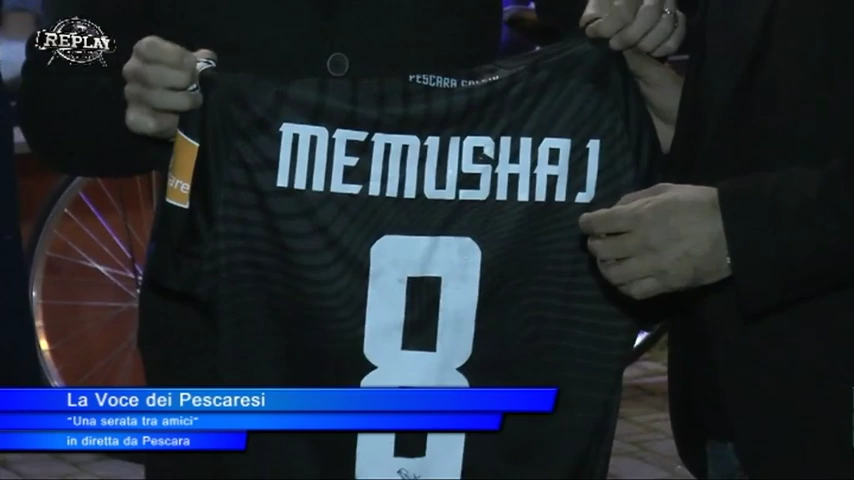 REPLAY
PESCARA CALCIO
MEMUSHAJ
8
La Voce dei Pescaresi
"Una serata tra amici"
in diretta da Pescara